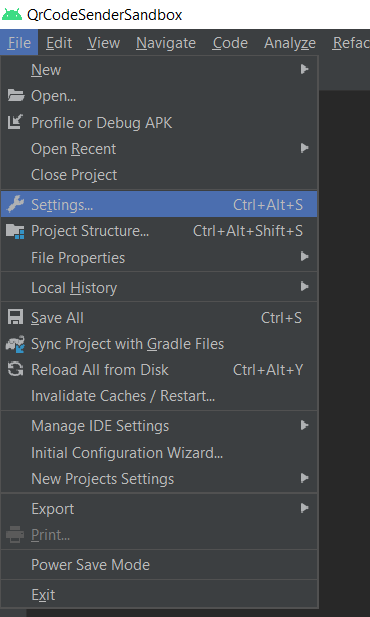 QrCodeSenderSandbox
File Edit View Navigate Code Analyze Refac
New
Open...
Profile or Debug APK
Open Recent
Close Project
Settings... Ctrl+Alt+S
Project Structure... Ctrl+Alt+Shift+S
File Properties
Local History
Save All Ctrl+S
Sync Project with Gradle Files
Reload All from Disk Ctrl+Alt+Y
Invalidate Caches / Restart...
Manage IDE Settings
Initial Configuration Wizard...
New Projects Settings
Export
Print...
Power Save Mode
Exit